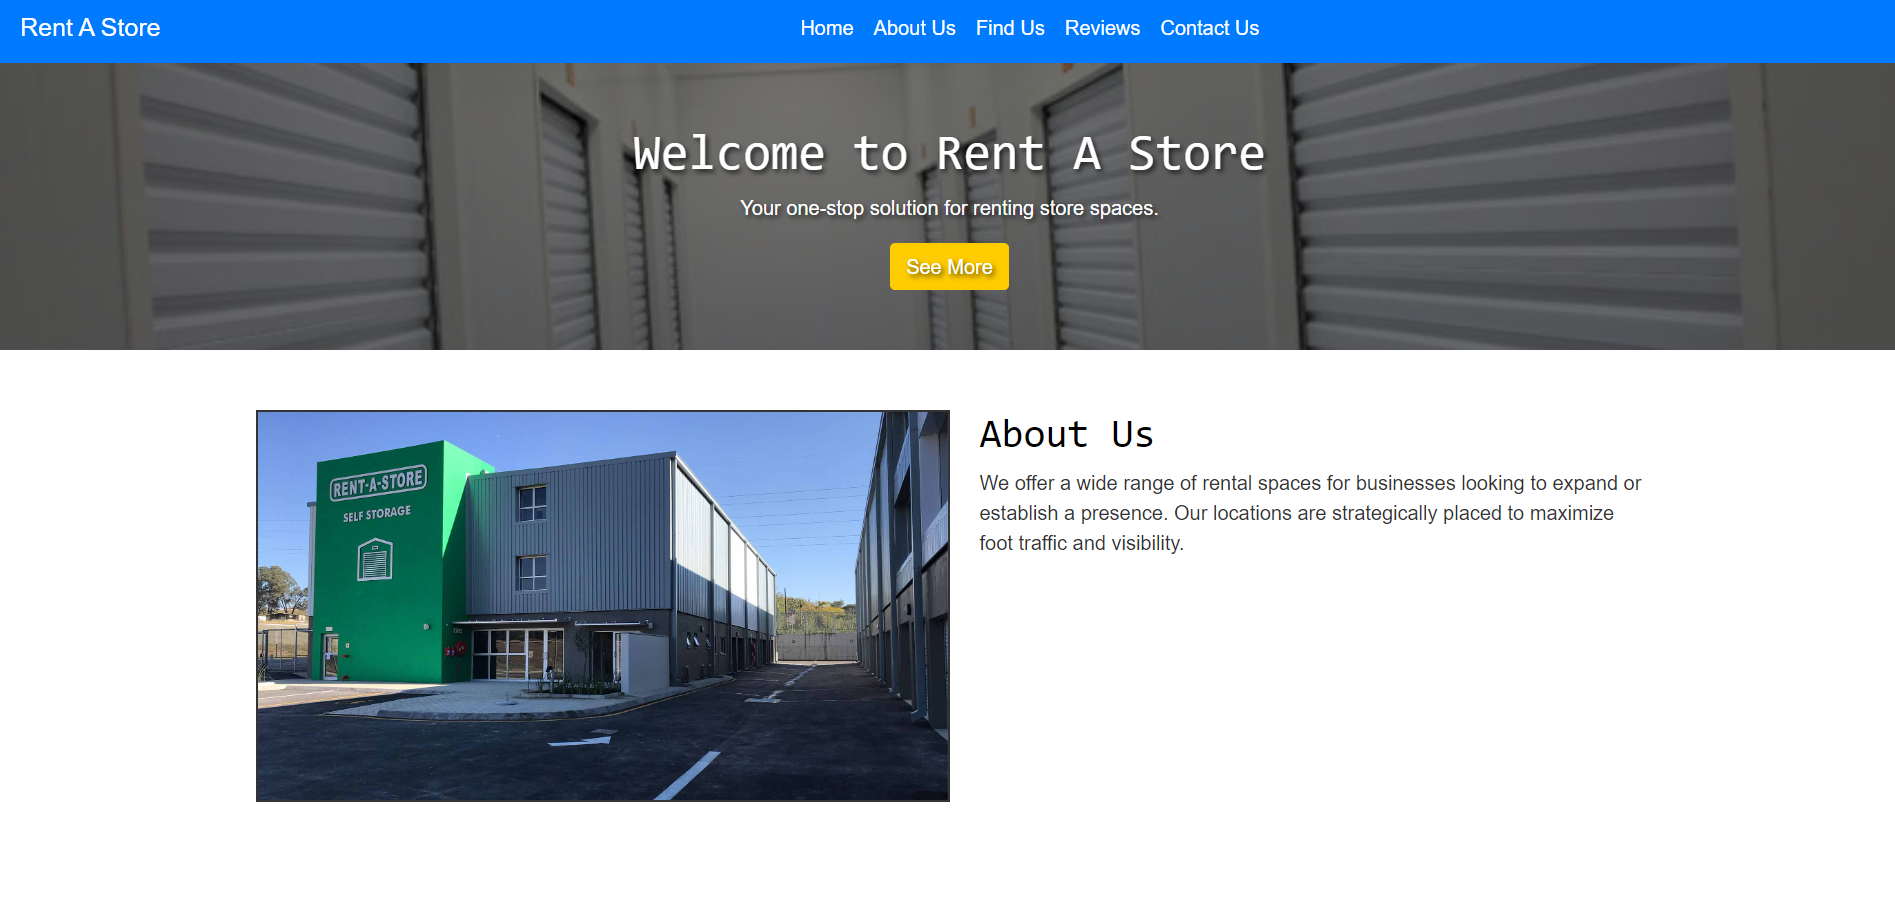 Rent A Store
Home About Us Find Us Reviews Contact Us
Welcome to Rent A Store
Your one-stop solution for renting store spaces.
See More
RENT-A-STORE
SELF STORAGE
About Us
We offer a wide range of rental spaces for businesses looking to expand or
establish a presence. Our locations are strategically placed to maximize
foot traffic and visibility.